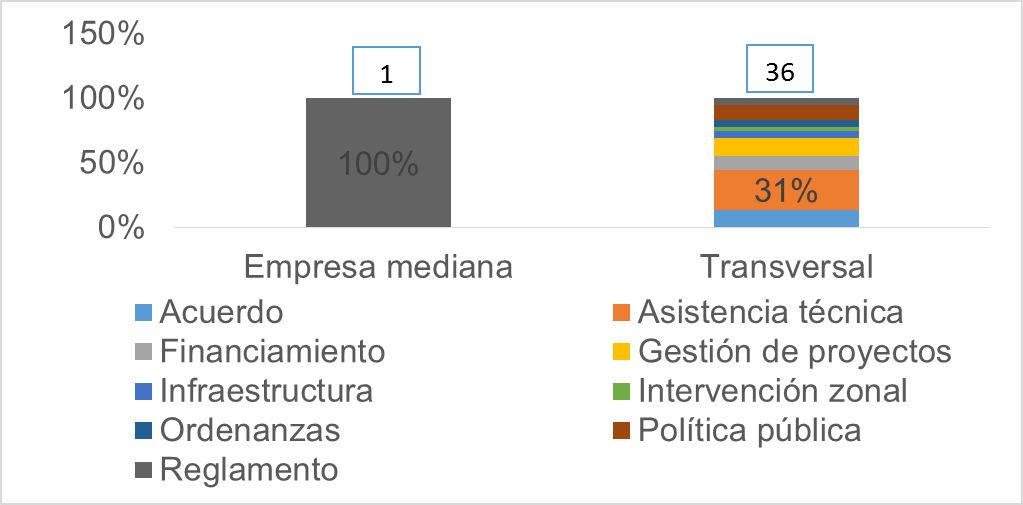 150%
1
36
100%
100%
50%
31%
0%
Empresa mediana
Transversal
Acuerdo
Asistencia técnica
Financiamiento
Gestión de proyectos
Infraestructura
Intervención zonal
Ordenanzas
Política pública
Reglamento